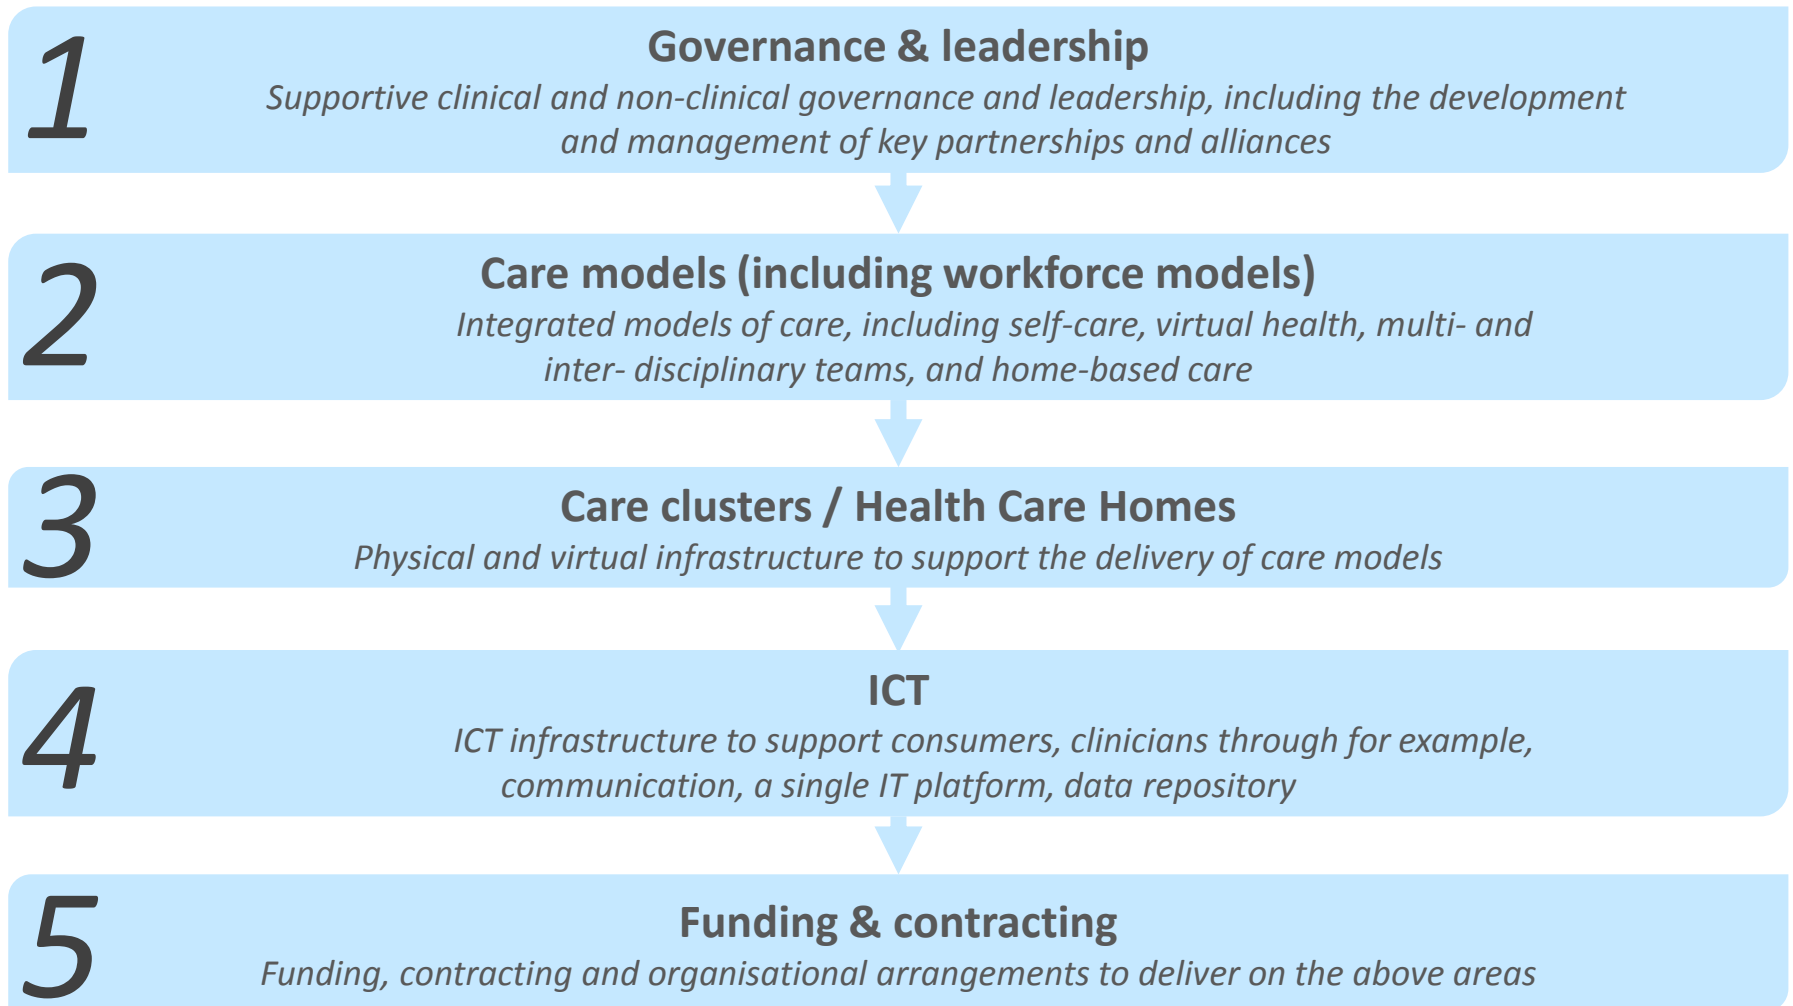 1
Governance & leadership
Supportive clinical and non-clinical governance and leadership, including the development
and management of key partnerships and alliances
2
Care models (including workforce models)
Integrated models of care, including self-care, virtual health, multi- and
inter- disciplinary teams, and home-based care
3
Care clusters / Health Care Homes
Physical and virtual infrastructure to support the delivery of care models
4
ICT
ICT infrastructure to support consumers, clinicians through for example,
communication, a single IT platform, data repository
5
Funding & contracting
Funding, contracting and organisational arrangements to deliver on the above areas